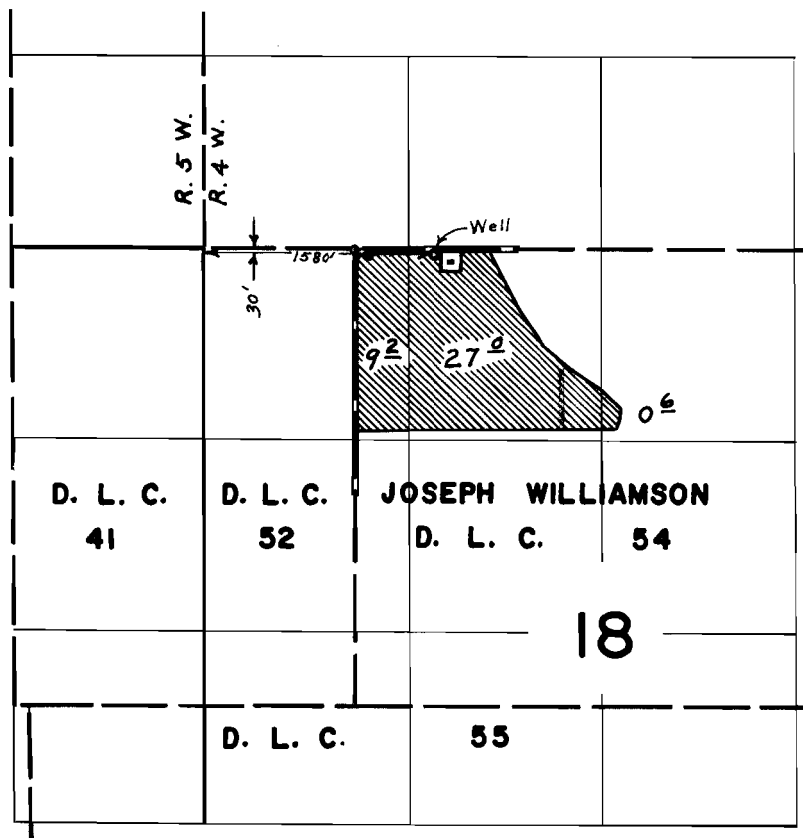 R. 5 W.
R. 4 W.
Well
1580'
30'
9 2
27 0
0 6
D. L. C.
41
D. L. C.
52
JOSEPH WILLIAMSON
D. L. C. 54
18
D. L. C. 55